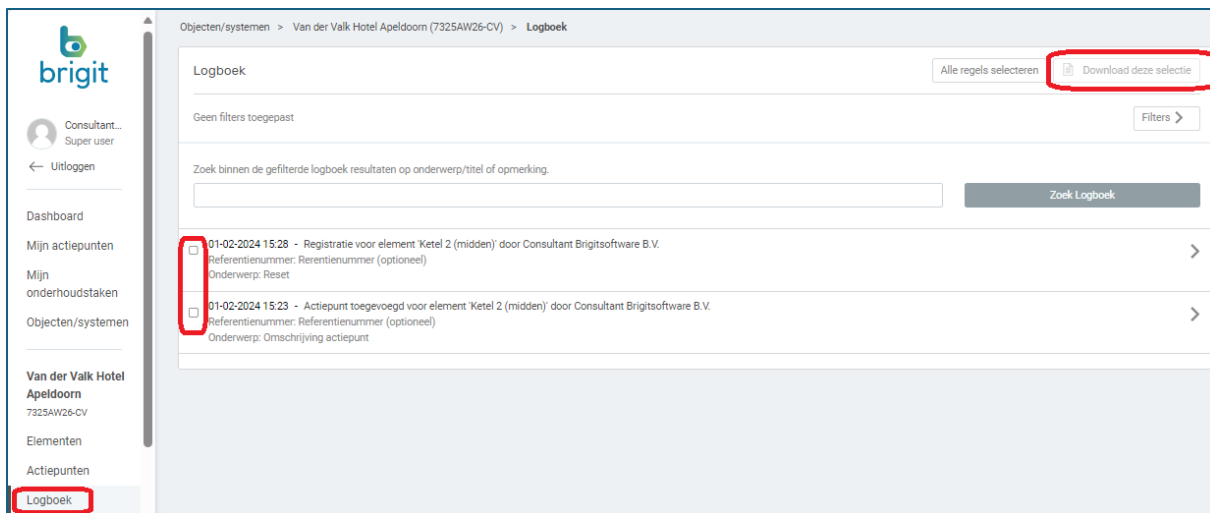 brigit
Consultant...
Super user
← Uitloggen
Dashboard
Mijn actiepunten
Mijn
onderhoudstaken
Objecten/systemen
Van der Valk Hotel
Apeldoorn
7325AW26-CV
Elementen
Actiepunten
Logboek
Objecten/systemen > Van der Valk Hotel Apeldoorn (7325AW26-CV) > Logboek
Logboek
Alle regels selecteren
Download deze selectie
Geen filters toegepast
Filters >
Zoek binnen de gefilterde logboek resultaten op onderwerp/titel of opmerking.
Zoek Logboek
01-02-2024 15:28 - Registratie voor element 'Ketel 2 (midden)' door Consultant Brigitsoftware B.V.
Referentienummer: Rerentienummer (optioneel)
Onderwerp: Reset
01-02-2024 15:23 - Actiepunt toegevoegd voor element 'Ketel 2 (midden)' door Consultant Brigitsoftware B.V.
Referentienummer: Referentienummer (optioneel)
Onderwerp: Omschrijving actiepunt